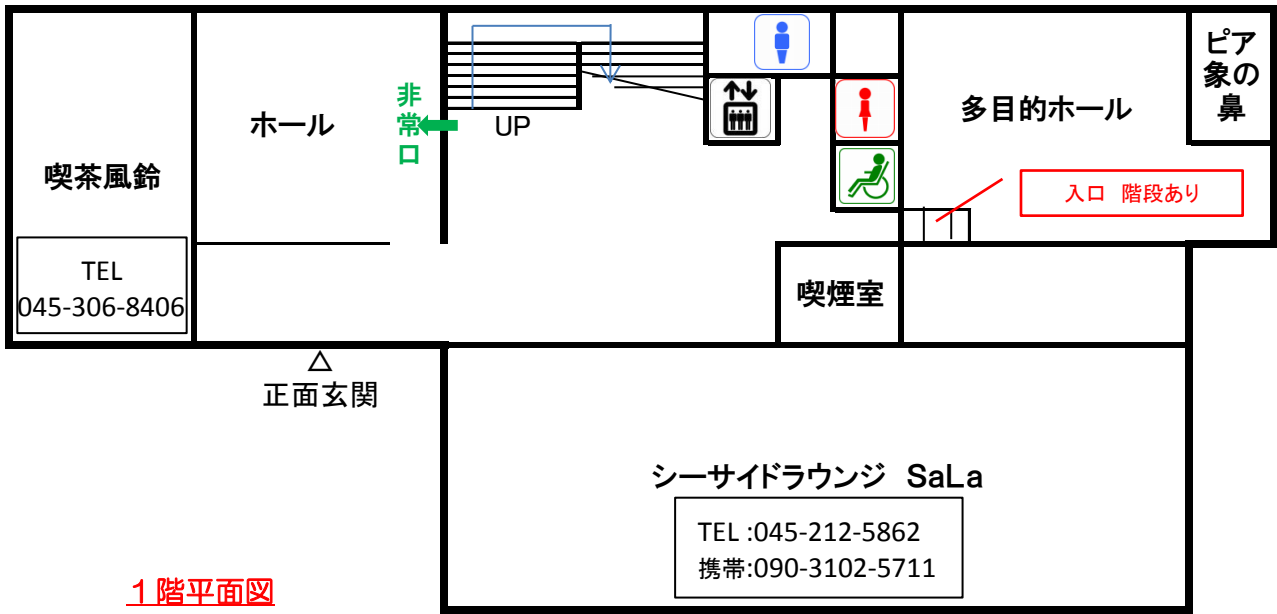 ピア
象の
鼻
多目的ホール
非
常
口
ホール
UP
喫茶風鈴
入口 階段あり
TEL
045-306-8406
喫煙室
△
正面玄関
シーサイドラウンジ SaLa
TEL :045-212-5862
携帯:090-3102-5711
１階平面図